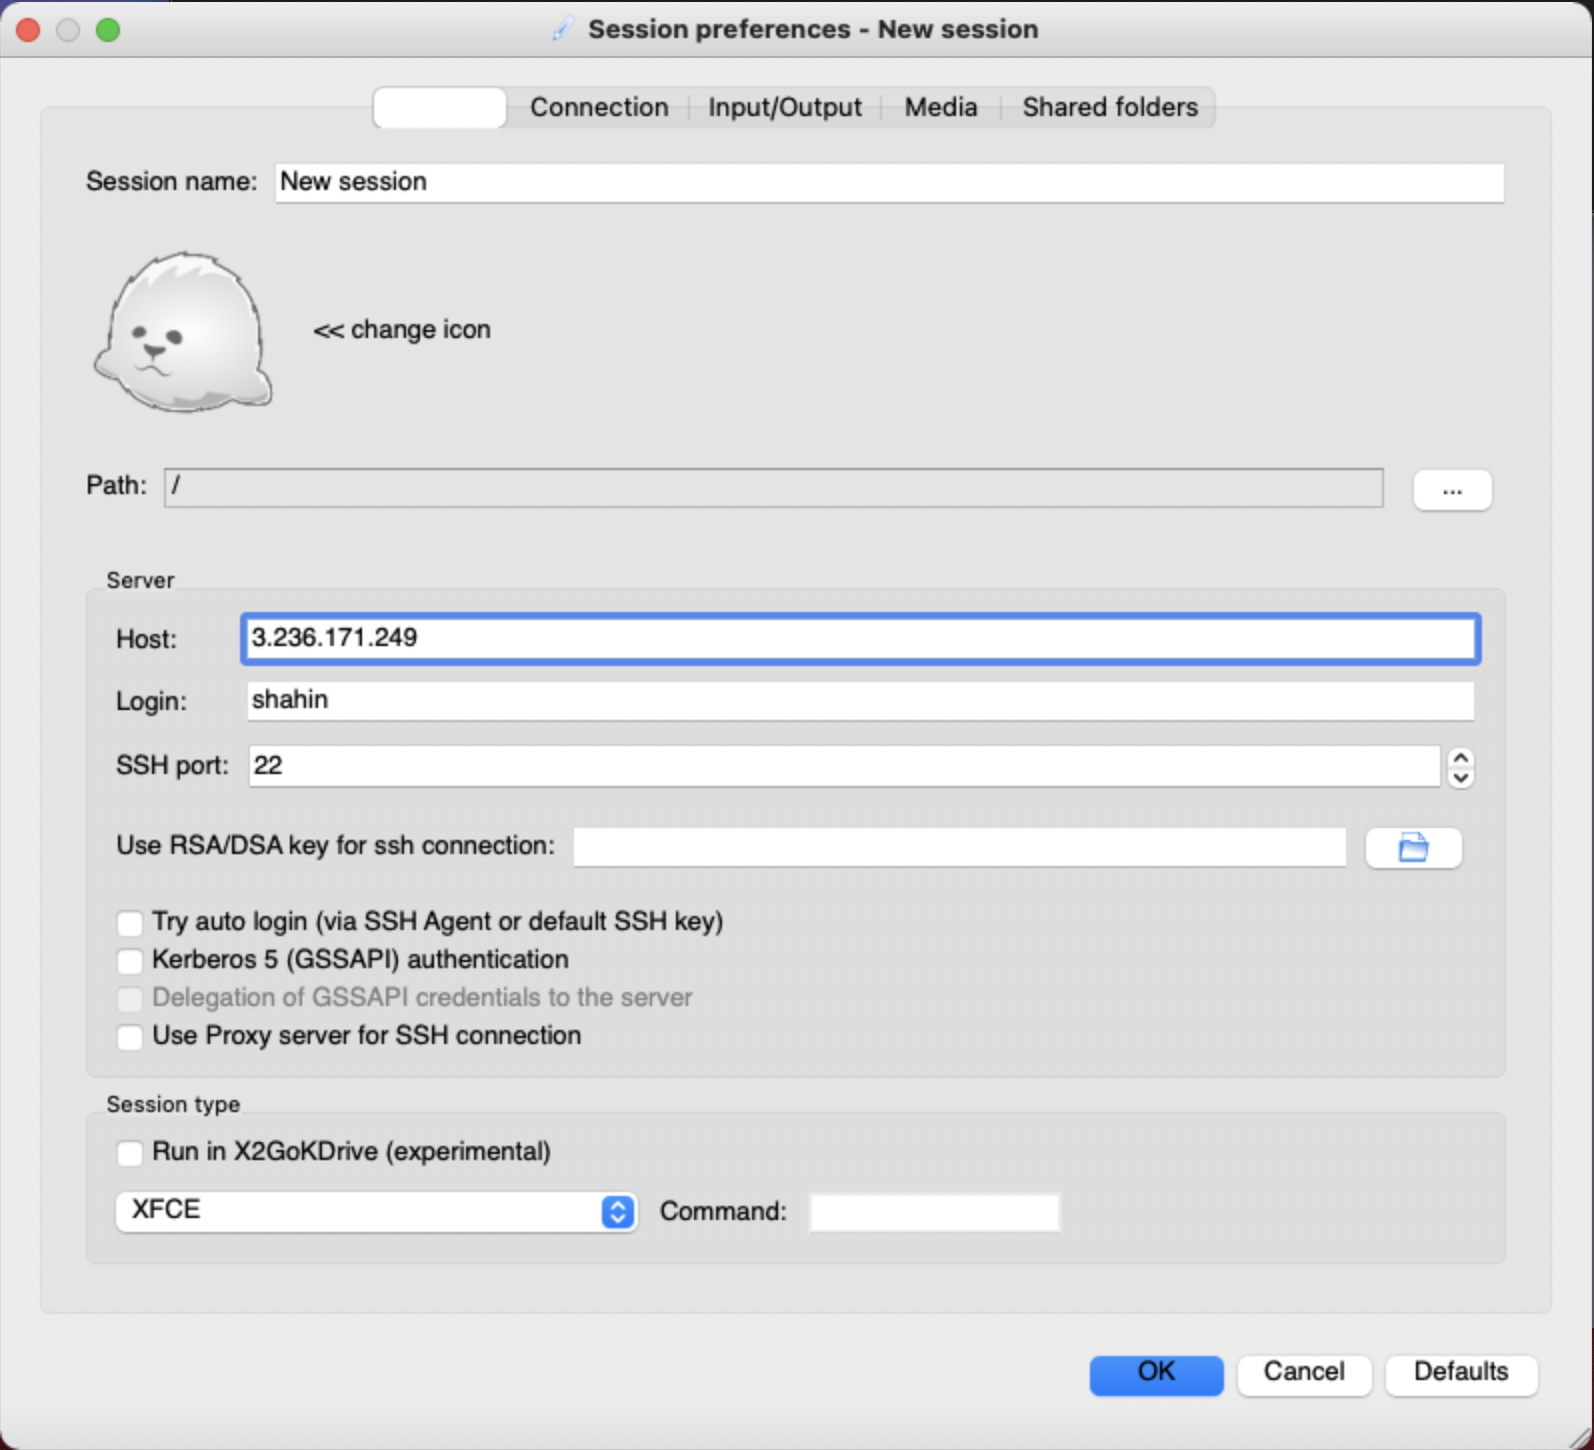 Session preferences - New session
Connection Input/Output Media Shared folders
Session name: New session
<< change icon
Path: / ...
Server
Host: 3.236.171.249
Login: shahin
SSH port: 22
Use RSA/DSA key for ssh connection:
Try auto login (via SSH Agent or default SSH key)
Kerberos 5 (GSSAPI) authentication
Delegation of GSSAPI credentials to the server
Use Proxy server for SSH connection
Session type
Run in X2GoKDrive (experimental)
XFCE Command:
OK Cancel Defaults